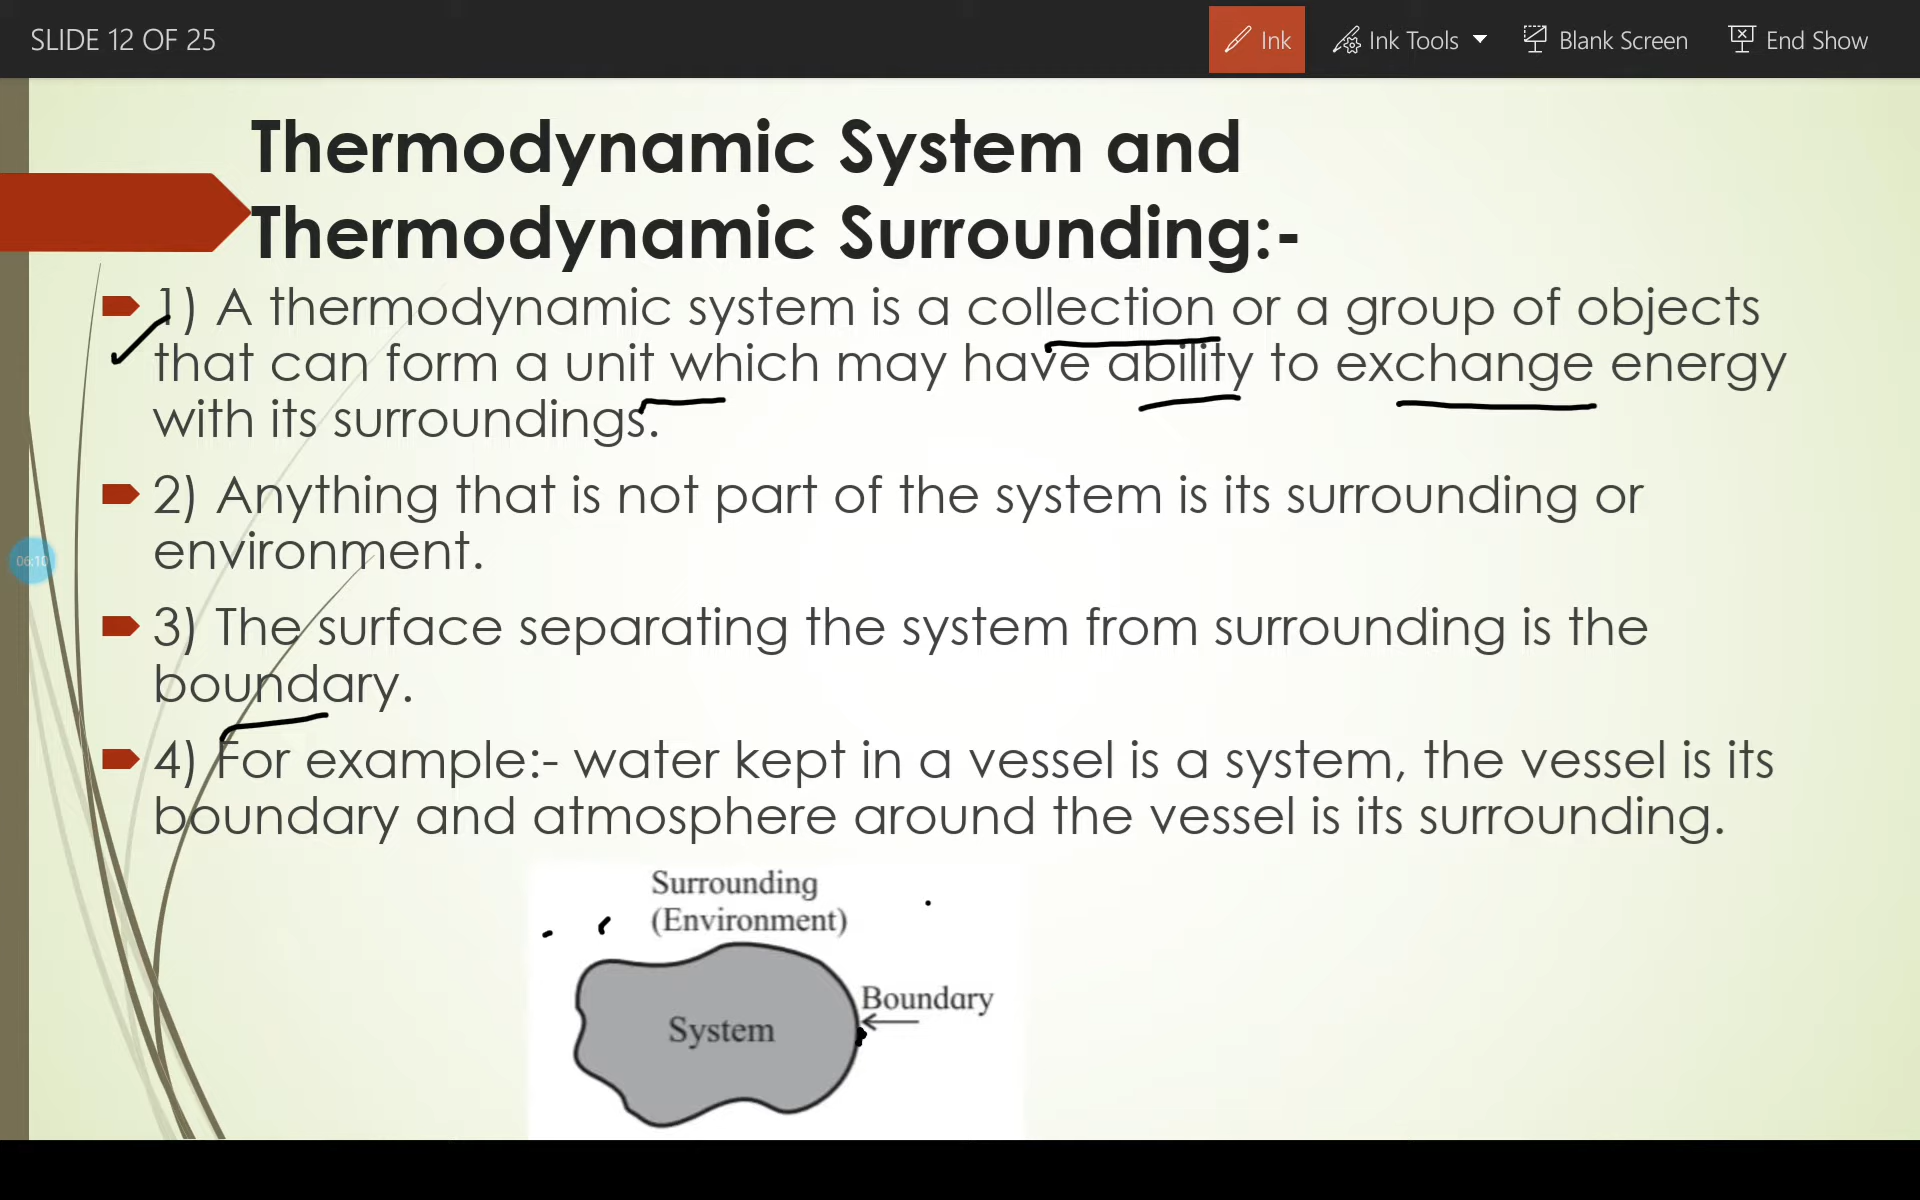 SLIDE 12 OF 25
Ink
Ink Tools
Blank Screen
End Show
Thermodynamic System and
Thermodynamic Surrounding:-
1) A thermodynamic system is a collection or a group of objects
that can form a unit which may have ability to exchange energy
with its surroundings.
2) Anything that is not part of the system is its surrounding or
environment.
06:10
3) The surface separating the system from surrounding is the
boundary.
4) For example:- water kept in a vessel is a system, the vessel is its
boundary and atmosphere around the vessel is its surrounding.
Surrounding
(Environment)
Boundary
System